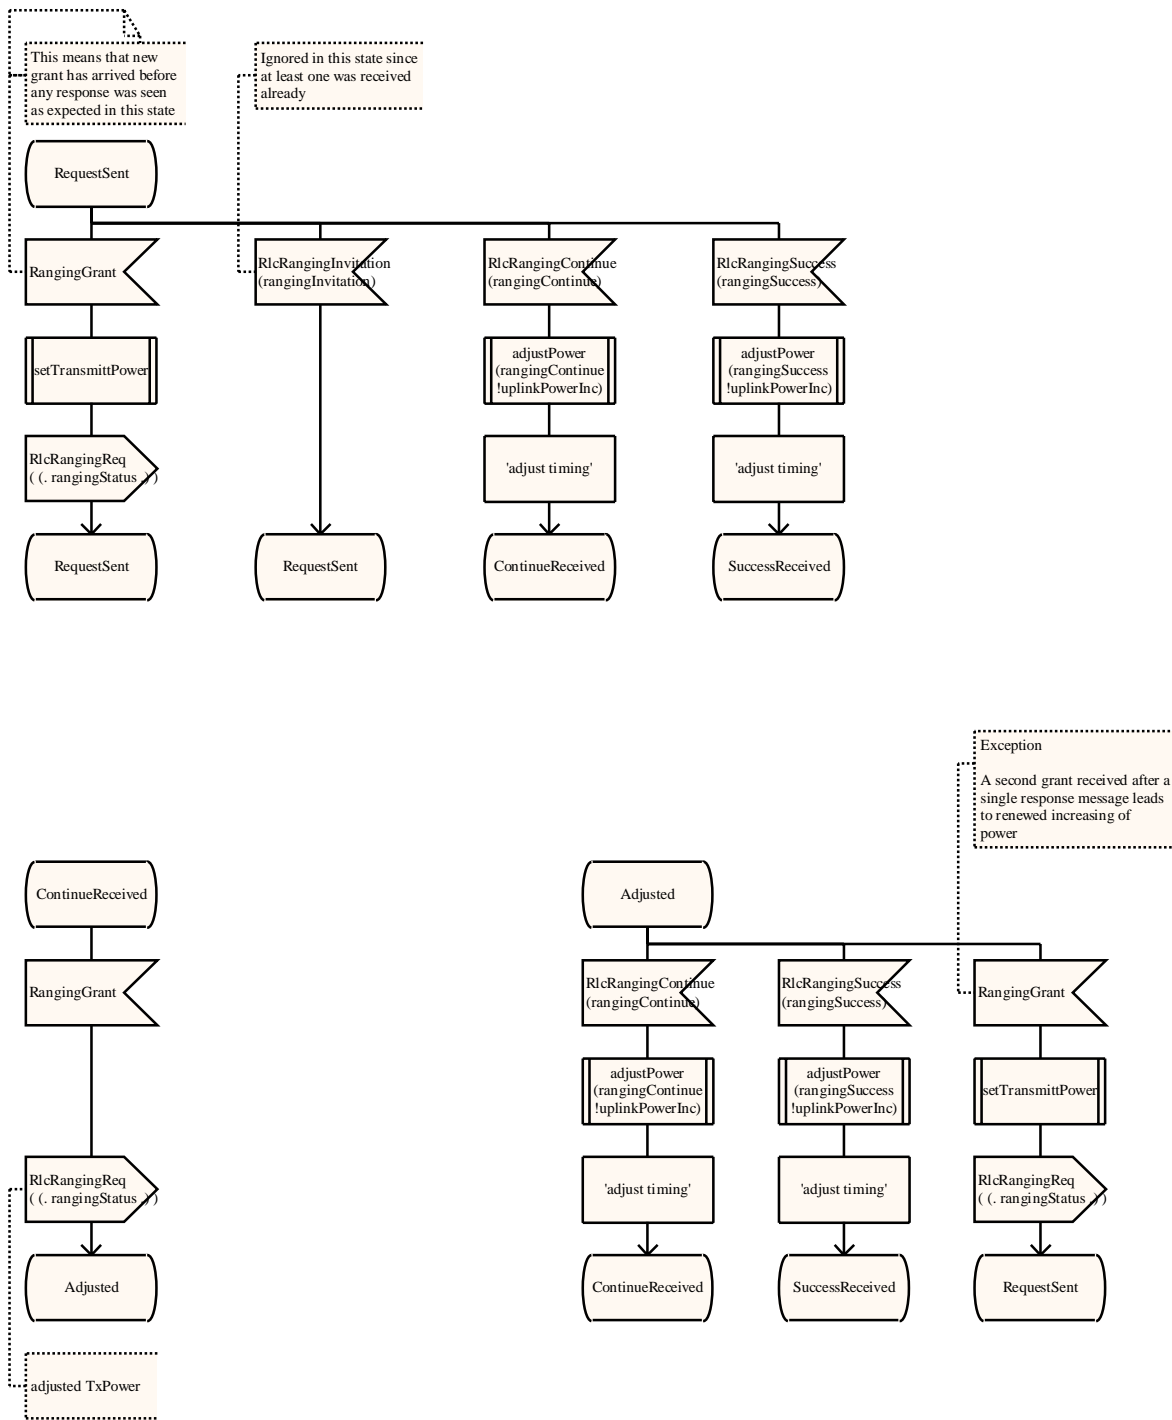 This means that new
grant has arrived before
any response was seen
as expected in this state
Ignored in this state since
at least one was received
already
RequestSent
RangingGrant
RlcRangingInvitation
(rangingInvitation)
RlcRangingContinue
(rangingContinue)
RlcRangingSuccess
(rangingSuccess)
setTransmittPower
adjustPower
(rangingContinue
!uplinkPowerInc)
adjustPower
(rangingSuccess
!uplinkPowerInc)
RlcRangingReq
( (. rangingStatus .) )
'adjust timing'
'adjust timing'
RequestSent
RequestSent
ContinueReceived
SuccessReceived
Exception
A second grant received after a
single response message leads
to renewed increasing of
power
ContinueReceived
Adjusted
RangingGrant
RlcRangingContinue
(rangingContinue)
RlcRangingSuccess
(rangingSuccess)
RangingGrant
adjustPower
(rangingContinue
!uplinkPowerInc)
adjustPower
(rangingSuccess
!uplinkPowerInc)
setTransmittPower
RlcRangingReq
( (. rangingStatus .) )
'adjust timing'
'adjust timing'
RlcRangingReq
( (. rangingStatus .) )
Adjusted
ContinueReceived
SuccessReceived
RequestSent
adjusted TxPower